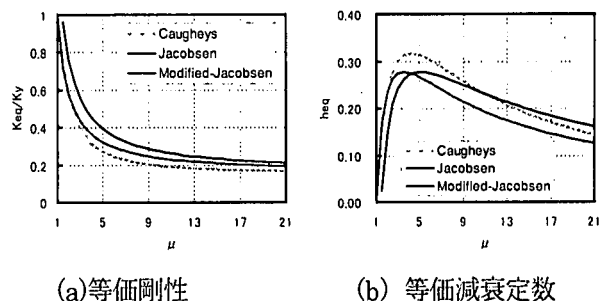 Keq/Ky
1
0.8
0.6
0.4
0.2
0
Caugheys
Jacobsen
Modified-Jacobsen
1 5 9 13 17 21
μ
heq
0.40
0.30
0.20
0.10
0.00
Caugheys
Jacobsen
Modified-Jacobsen
1 5 9 13 17 21
μ
(a)等価剛性
(b) 等価減衰定数